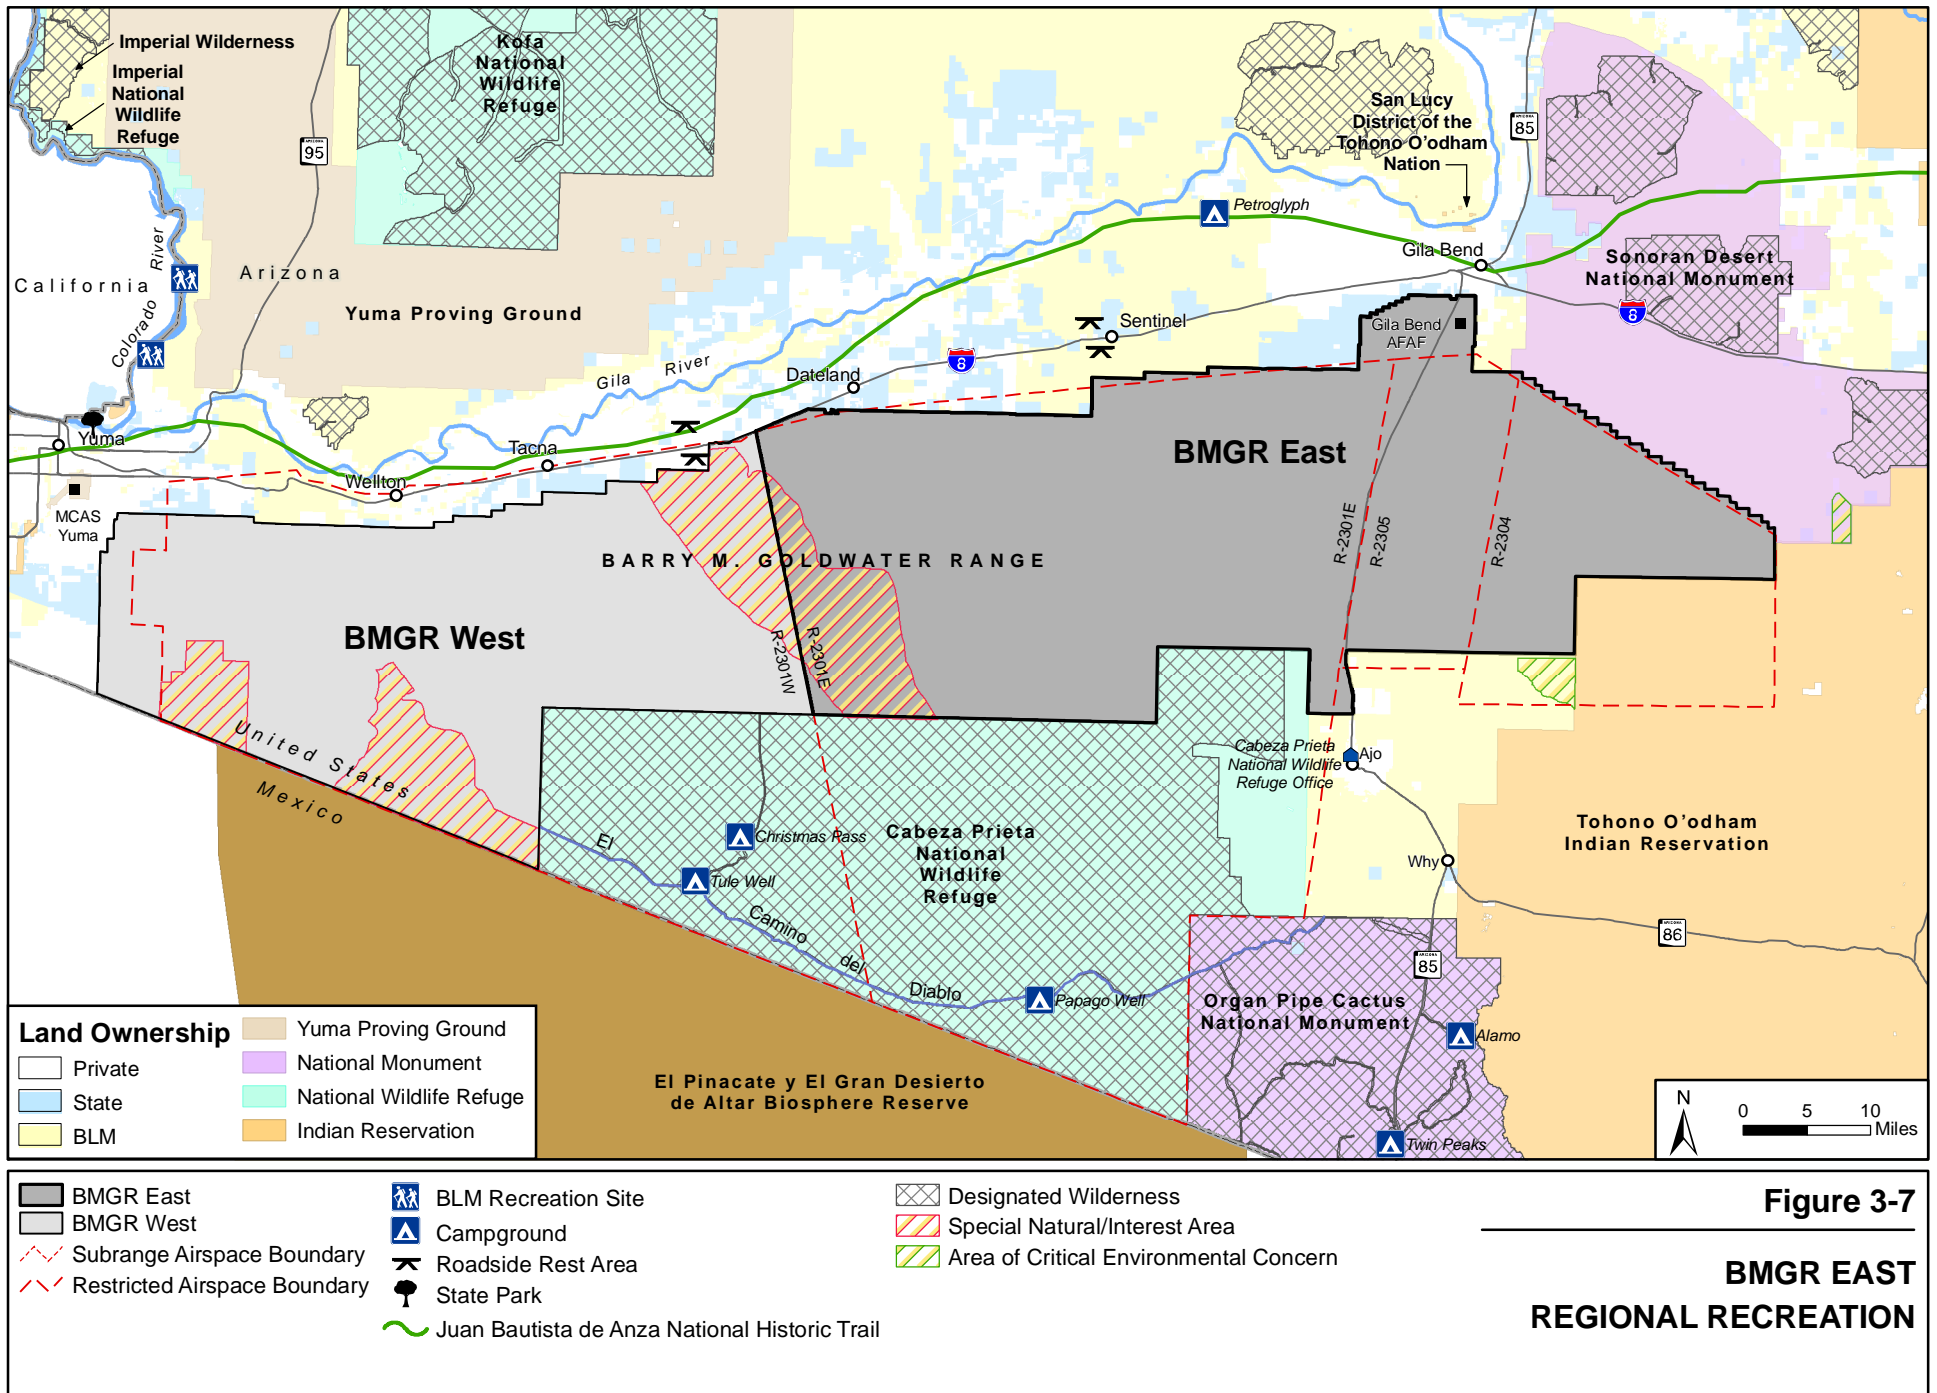 Imperial Wilderness
Imperial
National
Wildlife
Refuge
Kofa
National
Wildlife
Refuge
ARIZONA
95
San Lucy
District of the
Tohono O'odham
Nation
ARIZONA
85
Petroglyph
Gila Bend
Sonoran Desert
National Monument
California
Colorado River
Arizona
Yuma Proving Ground
8
Sentinel
Gila Bend
AFAF
8
Gila River
Dateland
Yuma
Tacna
Wellton
MCAS
Yuma
BMGR East
R-2301E
R-2305
R-2304
BARRY M. GOLDWATER RANGE
BMGR West
R-2301W
R-2301E
United States
Mexico
Cabeza Prieta
National Wildlife
Refuge Office
Ajo
Christmas Pass
Tule Well
Cabeza Prieta
National
Wildlife
Refuge
Why
Tohono O'odham
Indian Reservation
ARIZONA
86
El Camino del Diablo
Papago Well
ARIZONA
85
Organ Pipe Cactus
National Monument
Alamo
Twin Peaks
El Pinacate y El Gran Desierto
de Altar Biosphere Reserve
Land Ownership
Private
State
BLM
Yuma Proving Ground
National Monument
National Wildlife Refuge
Indian Reservation
N
0 5 10
Miles
BMGR East
BMGR West
Subrange Airspace Boundary
Restricted Airspace Boundary
BLM Recreation Site
Campground
Roadside Rest Area
State Park
Juan Bautista de Anza National Historic Trail
Designated Wilderness
Special Natural/Interest Area
Area of Critical Environmental Concern
Figure 3-7
BMGR EAST
REGIONAL RECREATION